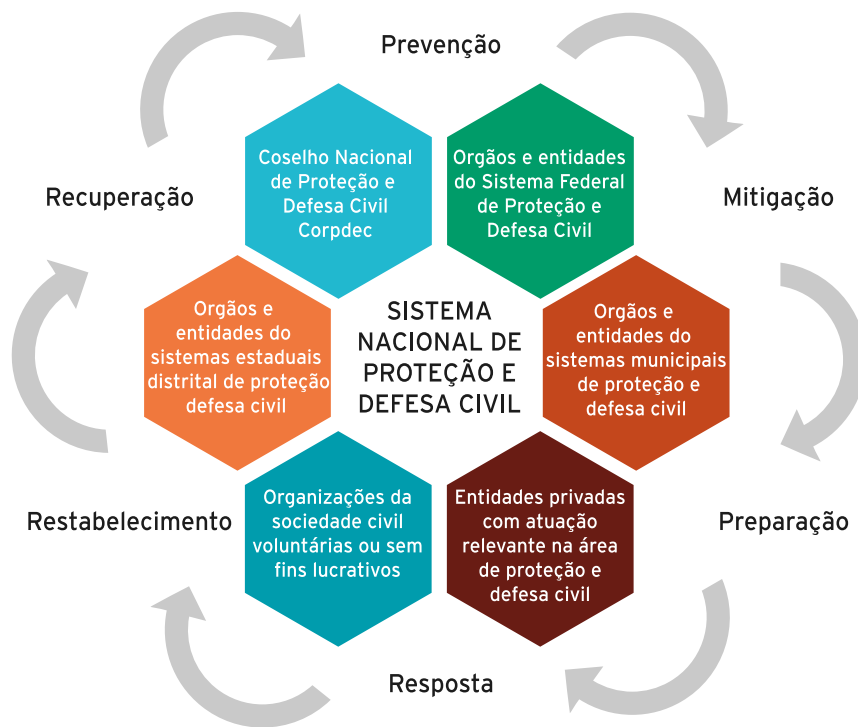 Prevenção
Coselho Nacional
de Proteção e
Defesa Civil
Corpdec
Orgãos e entidades
do Sistema Federal
de Proteção e
Defesa Civil
Recuperação
Mitigação
Orgãos e
entidades do
sistemas estaduais
distrital de proteção
defesa civil
SISTEMA
NACIONAL DE
PROTEÇÃO E
DEFESA CIVIL
Orgãos e
entidades do
sistemas municipais
de proteção e
defesa civil
Restabelecimento
Organizações da
sociedade civil
voluntárias ou sem
fins lucrativos
Entidades privadas
com atuação
relevante na área
de proteção e
defesa civil
Preparação
Resposta